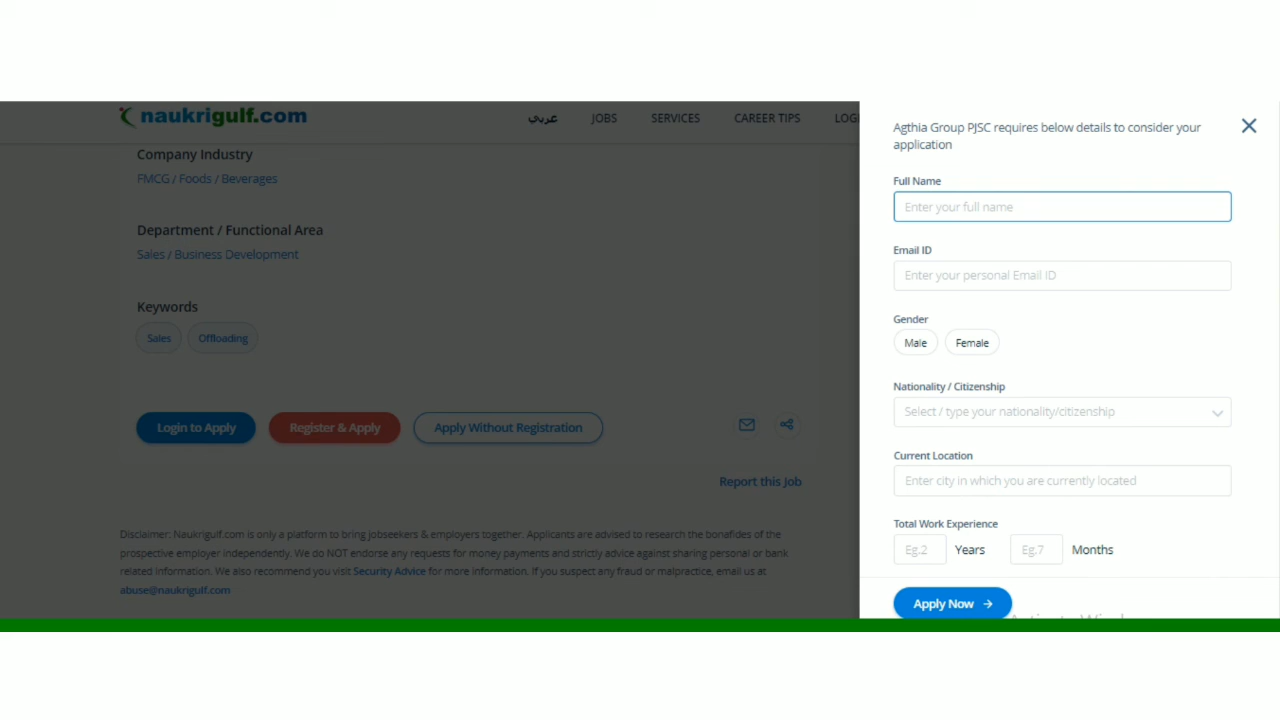 naukrigulf.com
عربي
JOBS
SERVICES
CAREER TIPS
LOGI
Company Industry
FMCG / Foods / Beverages
Department / Functional Area
Sales / Business Development
Keywords
Sales
Offloading
Login to Apply
Register & Apply
Apply Without Registration
Report this Job
Disclaimer: Naukrigulf.com is only a platform to bring jobseekers & employers together. Applicants are advised to research the bonafides of the
prospective employer independently. We do NOT endorse any requests for money payments and strictly advice against sharing personal or bank
related information. We also recommend you visit Security Advice for more information. If you suspect any fraud or malpractice, email us at
abuse@naukrigulf.com
Agthia Group PJSC requires below details to consider your
application
Full Name
Enter your full name
Email ID
Enter your personal Email ID
Gender
Male
Female
Nationality / Citizenship
Select / type your nationality/citizenship
Current Location
Enter city in which you are currently located
Total Work Experience
Eg.2
Years
Eg.7
Months
Apply Now